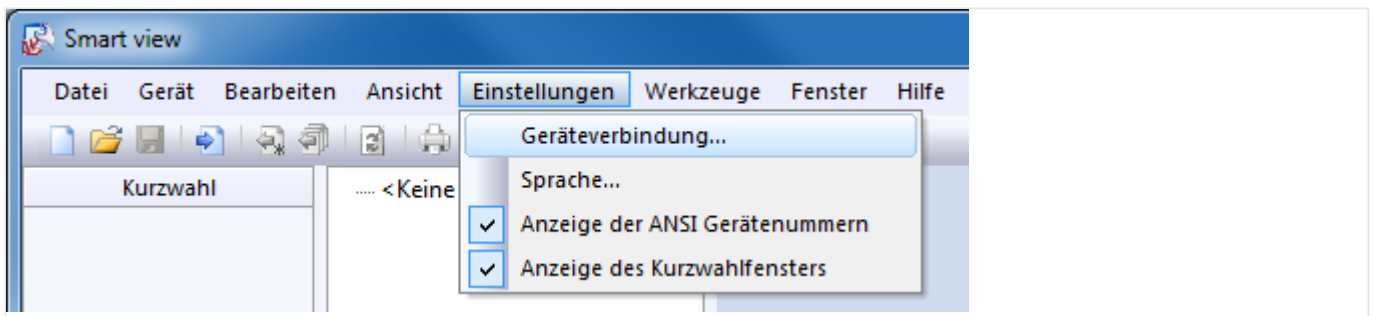 Smart view
Datei Gerät Bearbeiten Ansicht Einstellungen Werkzeuge Fenster Hilfe
Geräteverbindung...
Kurzwahl
<Keine
Sprache...
Anzeige der ANSI Gerätenummern
Anzeige des Kurzwahlfensters